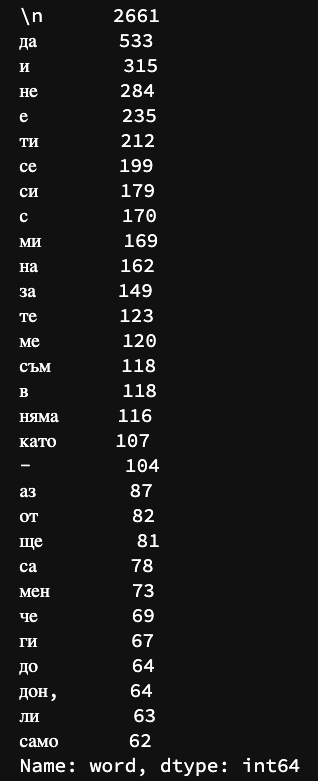 \n 2661
да 533
и 315
не 284
е 235
ти 212
се 199
си 179
с 170
ми 169
на 162
за 149
те 123
ме 120
съм 118
в 118
няма 116
като 107
- 104
аз 87
от 82
ще 81
са 78
мен 73
че 69
ги 67
до 64
дон, 64
ли 63
само 62
Name: word, dtype: int64